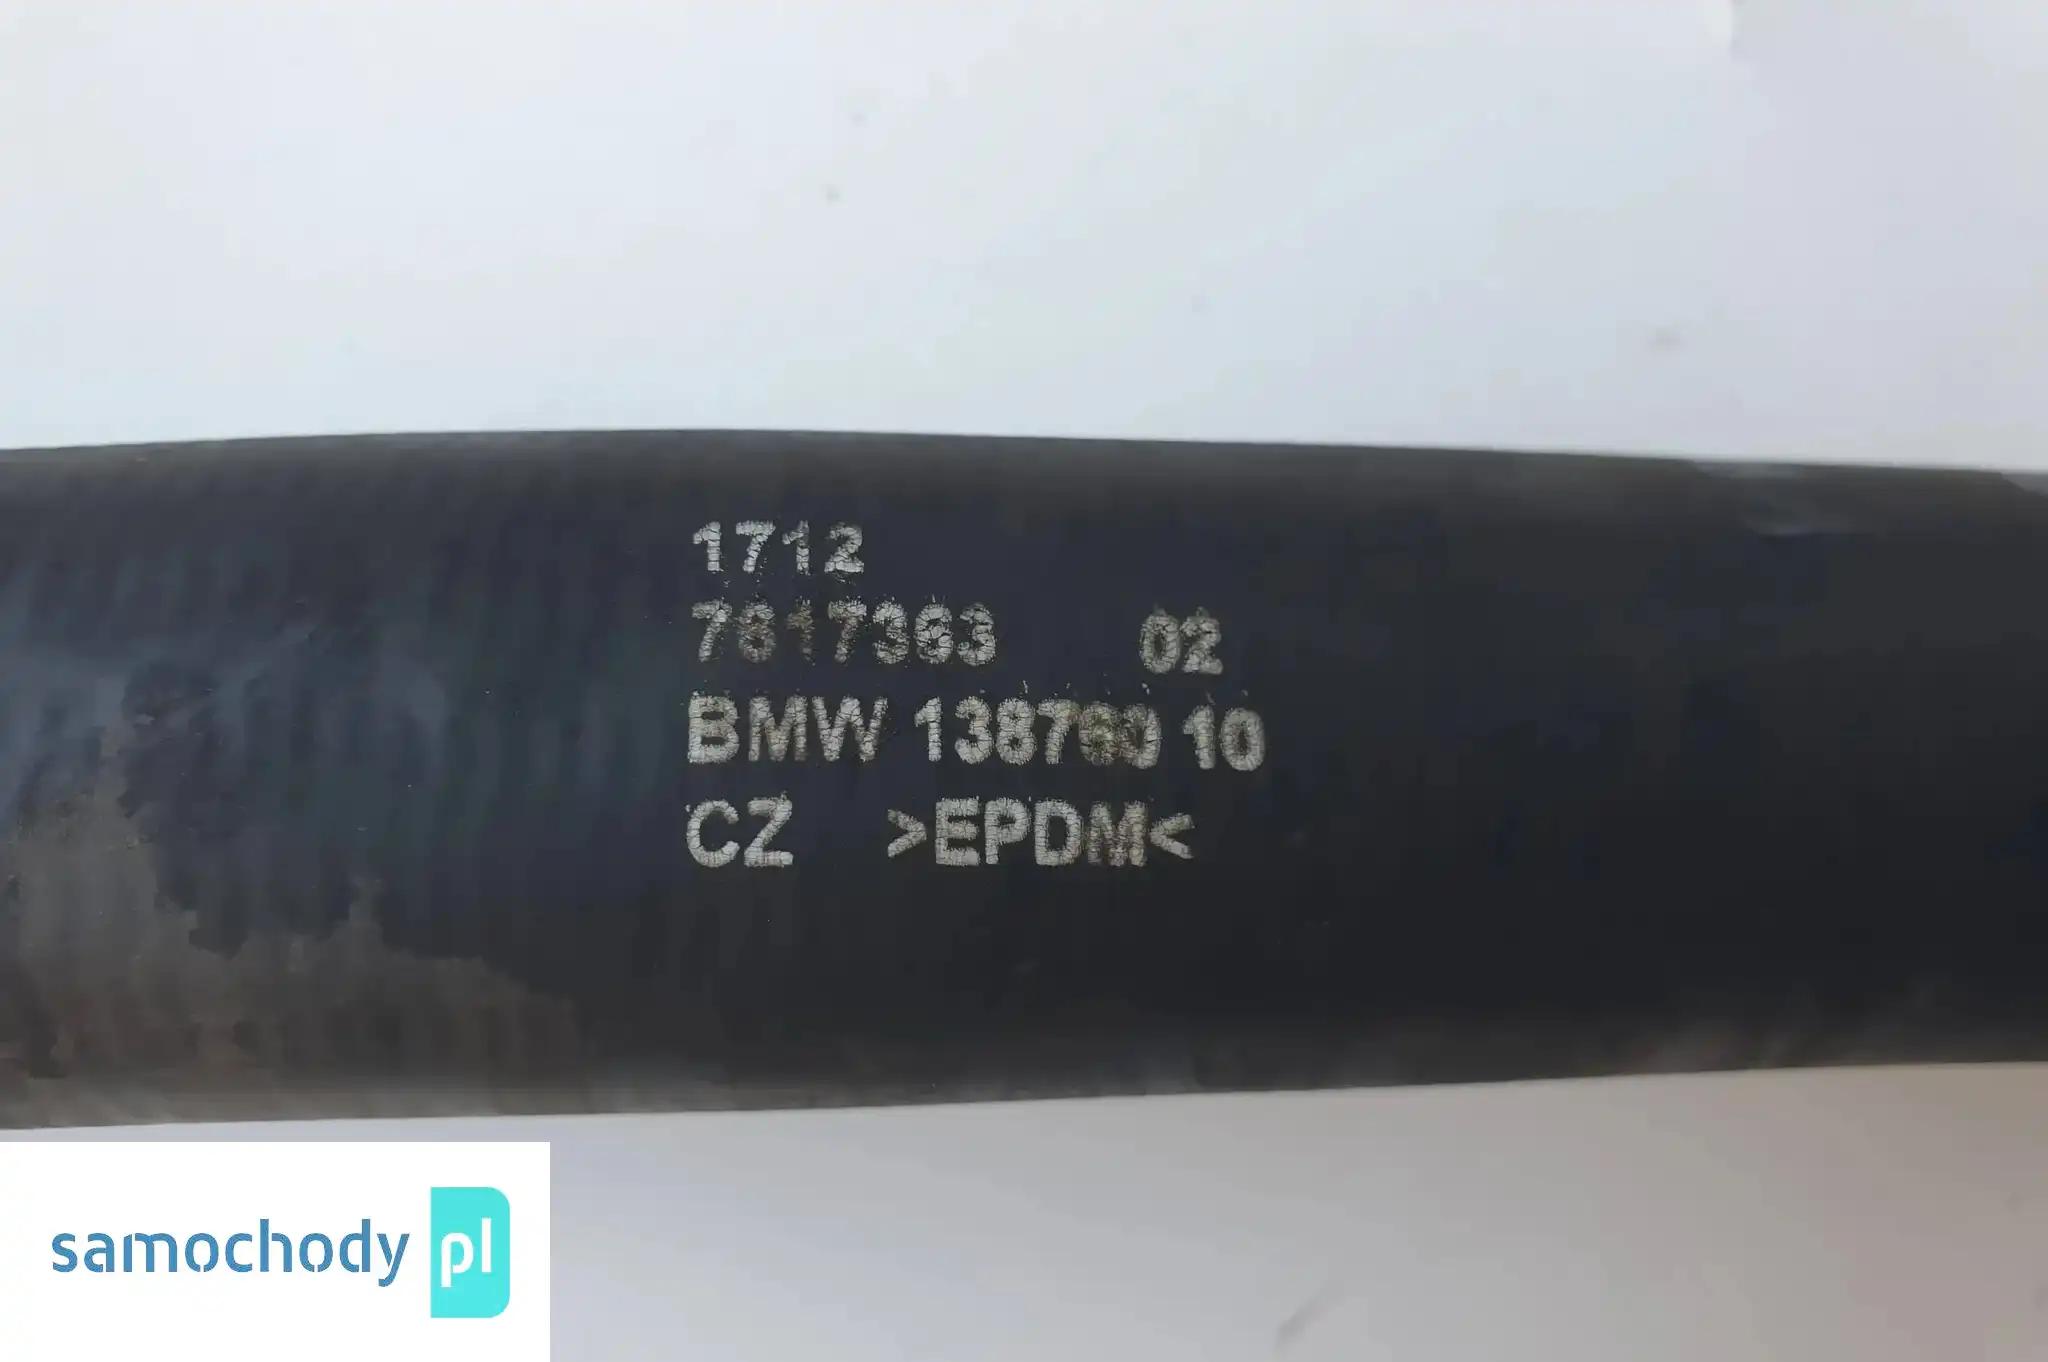 1712
7617363 02
BMW 138760 10
CZ >EPDM<
samochody pl